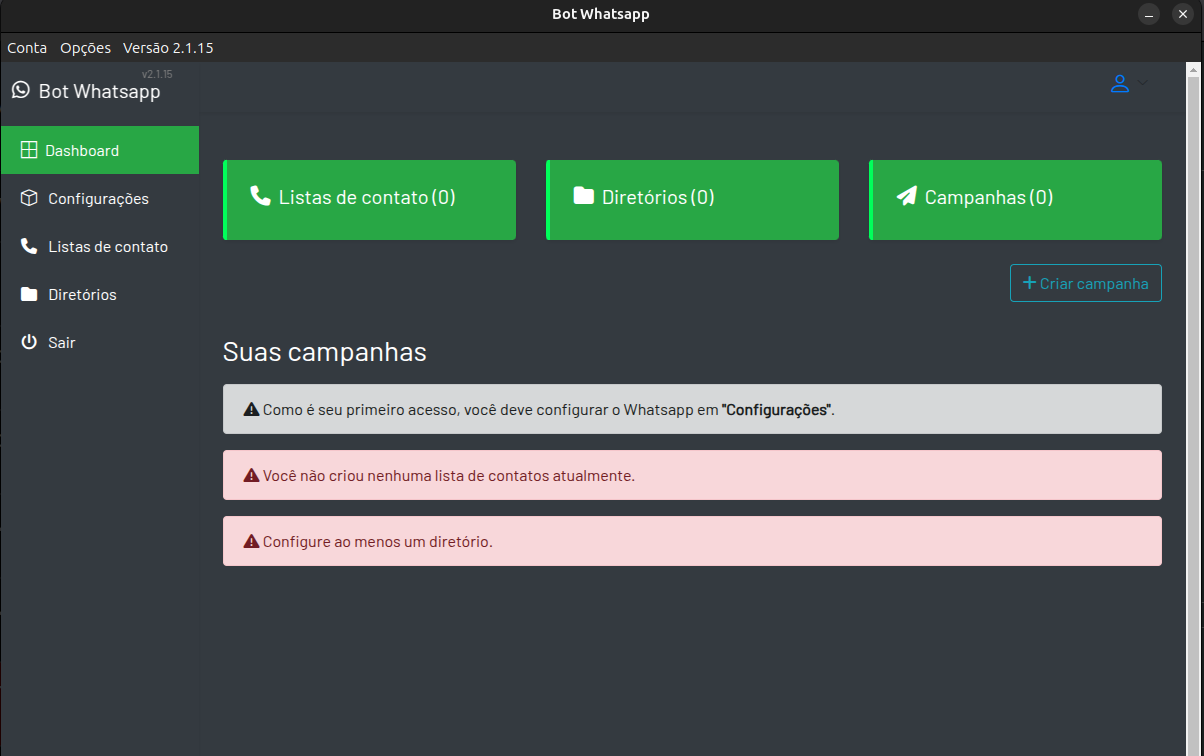 Bot Whatsapp
Conta Opções Versão 2.1.15
v2.1.15
Bot Whatsapp
Dashboard
Configurações
Listas de contato
Diretórios
Sair
Listas de contato (0)
Diretórios (0)
Campanhas (0)
Criar campanha
Suas campanhas
Como é seu primeiro acesso, você deve configurar o Whatsapp em "Configurações".
Você não criou nenhuma lista de contatos atualmente.
Configure ao menos um diretório.